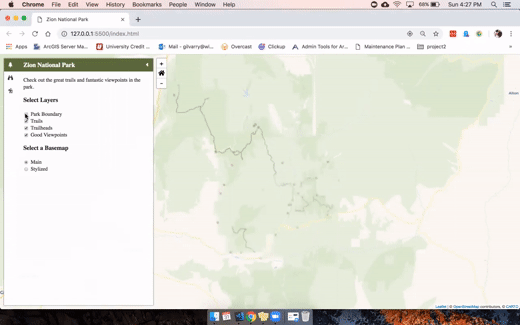 Chrome File Edit View History Bookmarks People Window Help 68% Sun 4:27 PM
Zion National Park
127.0.0.1:5500/index.html
Apps ArcGIS Server Ma... University Credit ... Mail - gilvarry@wi... Overcast Clickup Admin Tools for Ar... Maintenance Plan ... project2
Zion National Park
Check out the great trails and fantastic viewpoints in the
park.
Select Layers
Park Boundary
Trails
Trailheads
Good Viewpoints
Select a Basemap
Main
Stylized
+
-
Leaflet | © OpenStreetMap contributors, © CARTO